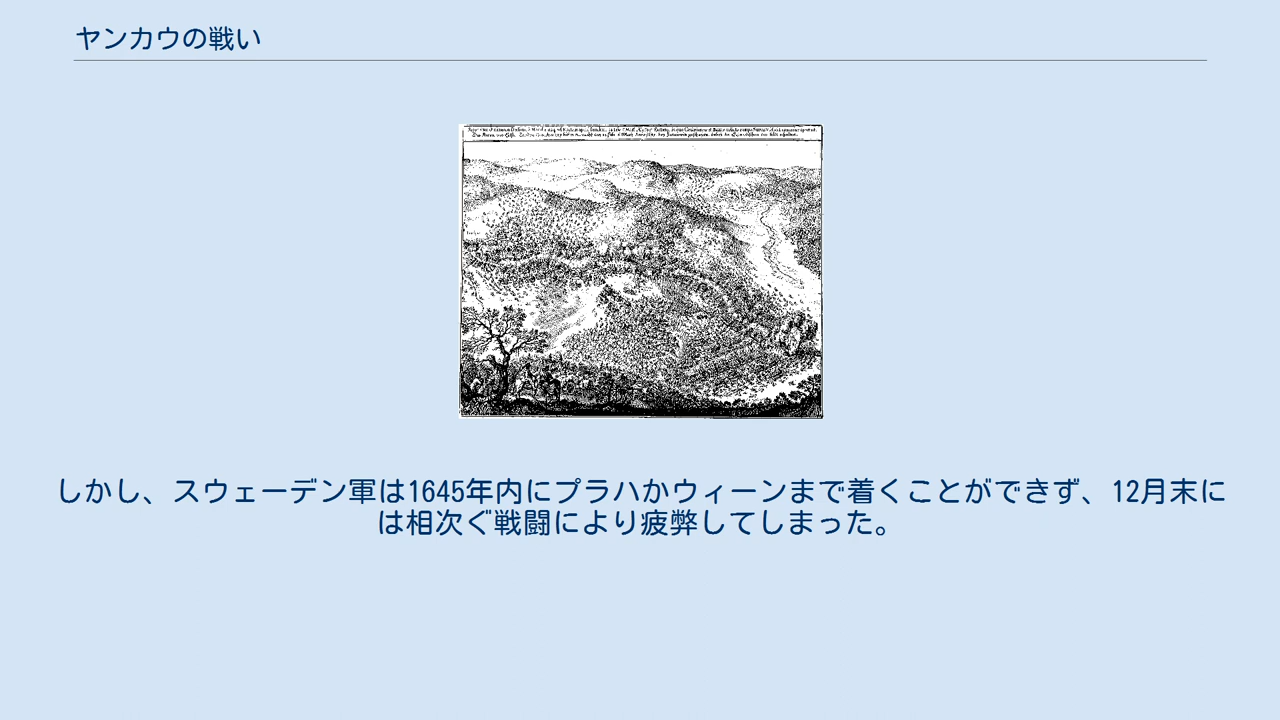 ヤンカウの戦い
しかし、スウェーデン軍は1645年内にプラハかウィーンまで着くことができず、12月末に
は相次ぐ戦闘により疲弊してしまった。